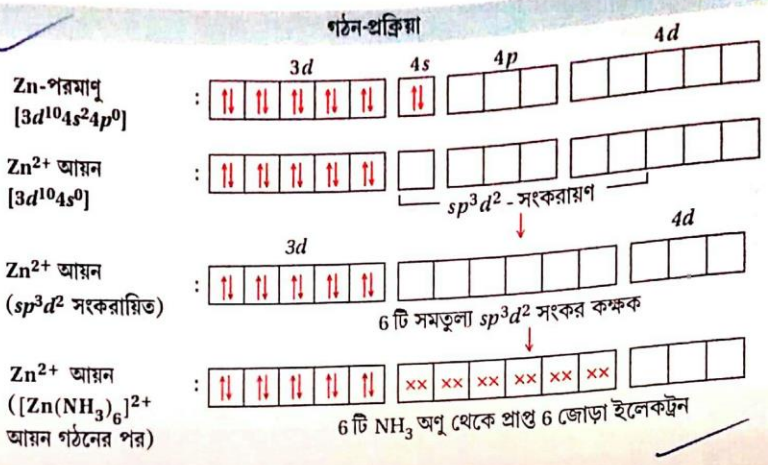 গঠন-প্রক্রিয়া
3d 4s 4p 4d
Zn-পরমাণু
[3d¹⁰4s²4p⁰]
:
Zn²⁺ আয়ন
[3d¹⁰4s⁰]
:
sp³d² - সংকরায়ণ
3d 4d
Zn²⁺ আয়ন
(sp³d² সংকরায়িত)
:
6 টি সমতুল্য sp³d² সংকর কক্ষক
Zn²⁺ আয়ন
([Zn(NH₃)₆]²⁺
আয়ন গঠনের পর)
:
×× ×× ×× ×× ×× ××
6 টি NH₃ অণু থেকে প্রাপ্ত 6 জোড়া ইলেকট্রন